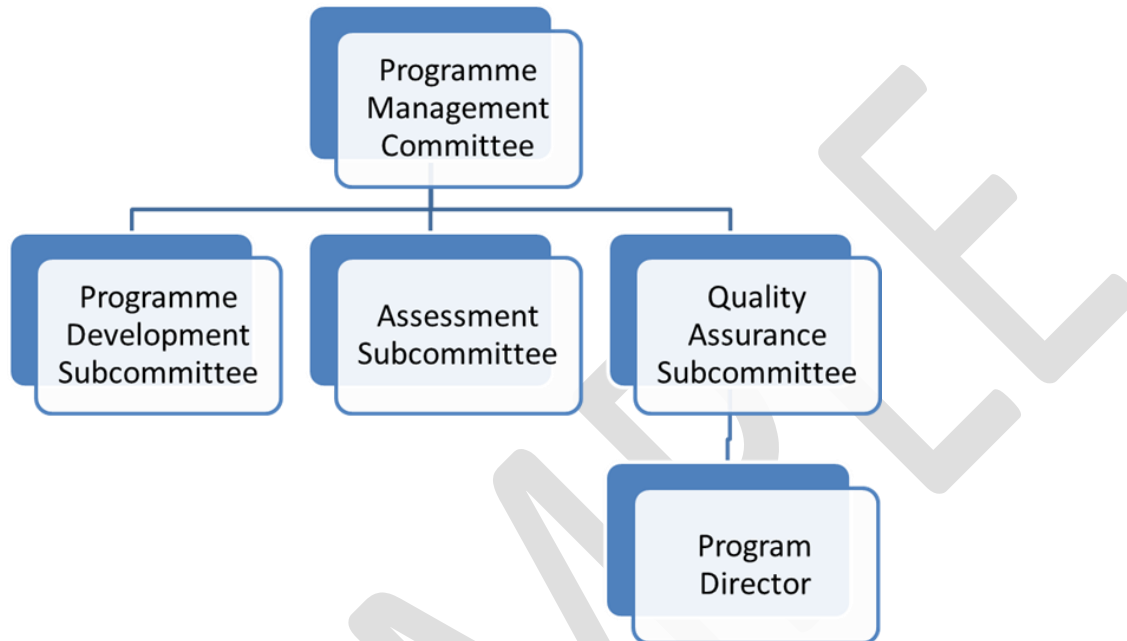 Programme
Management
Committee
Programme
Development
Subcommittee
Assessment
Subcommittee
Quality
Assurance
Subcommittee
Program
Director